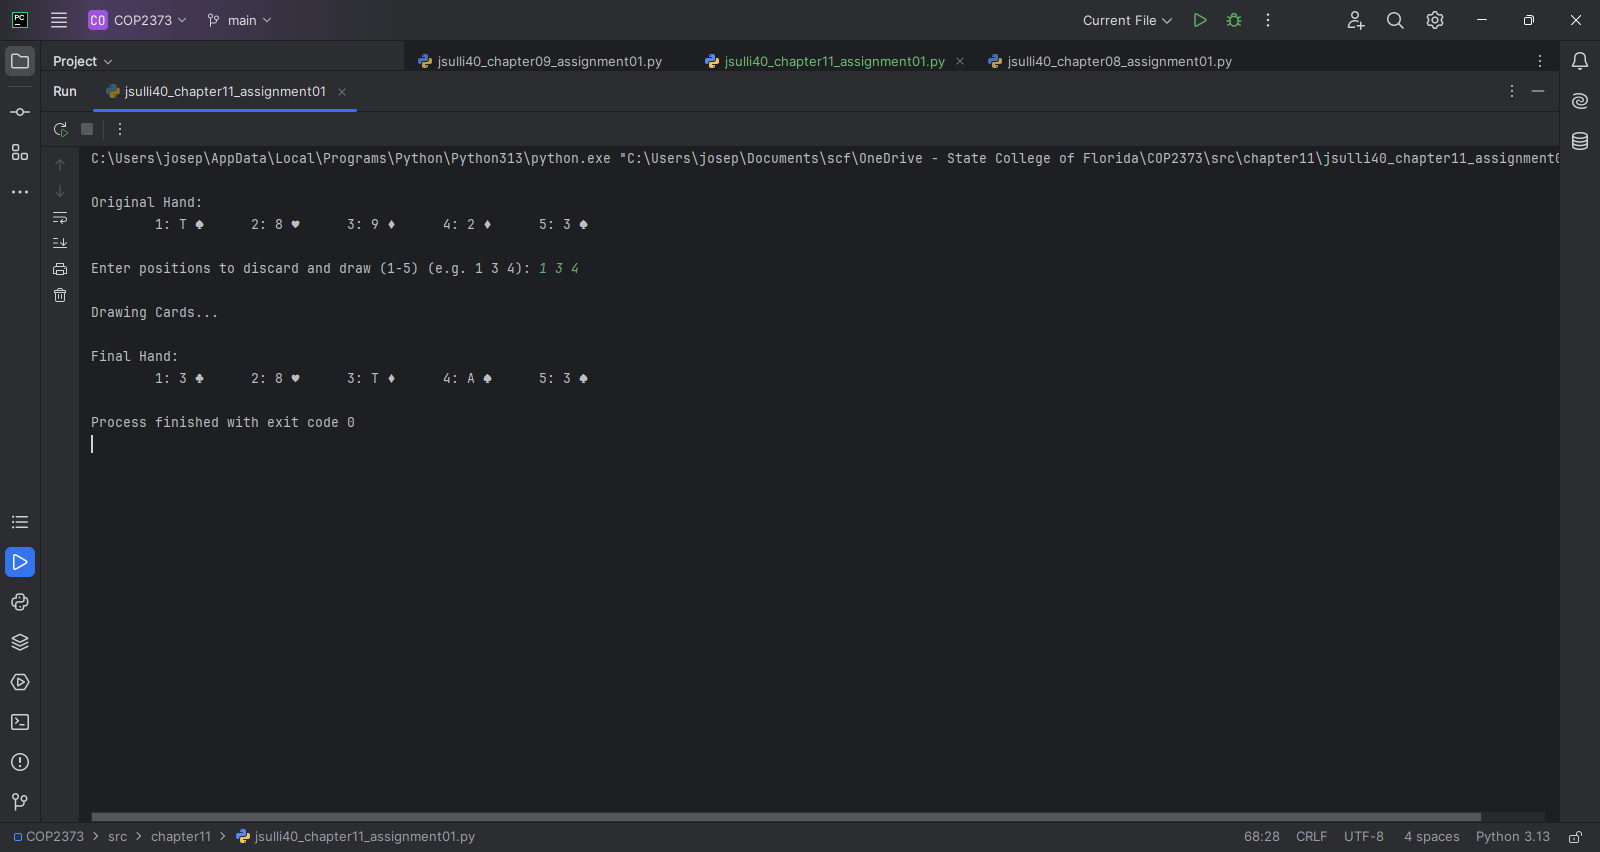 PC
CO COP2373 main Current File
Project jsulli40_chapter09_assignment01.py jsulli40_chapter11_assignment01.py jsulli40_chapter08_assignment01.py
Run jsulli40_chapter11_assignment01
C:\Users\josep\AppData\Local\Programs\Python\Python313\python.exe "C:\Users\josep\Documents\scf\OneDrive - State College of Florida\COP2373\src\chapter11\jsulli40_chapter11_assignment0
Original Hand:
1: T ♠ 2: 8 ♥ 3: 9 ♦ 4: 2 ♦ 5: 3 ♠
Enter positions to discard and draw (1-5) (e.g. 1 3 4): 1 3 4
Drawing Cards...
Final Hand:
1: 3 ♣ 2: 8 ♥ 3: T ♦ 4: A ♠ 5: 3 ♠
Process finished with exit code 0
COP2373 > src > chapter11 > jsulli40_chapter11_assignment01.py 68:28 CRLF UTF-8 4 spaces Python 3.13